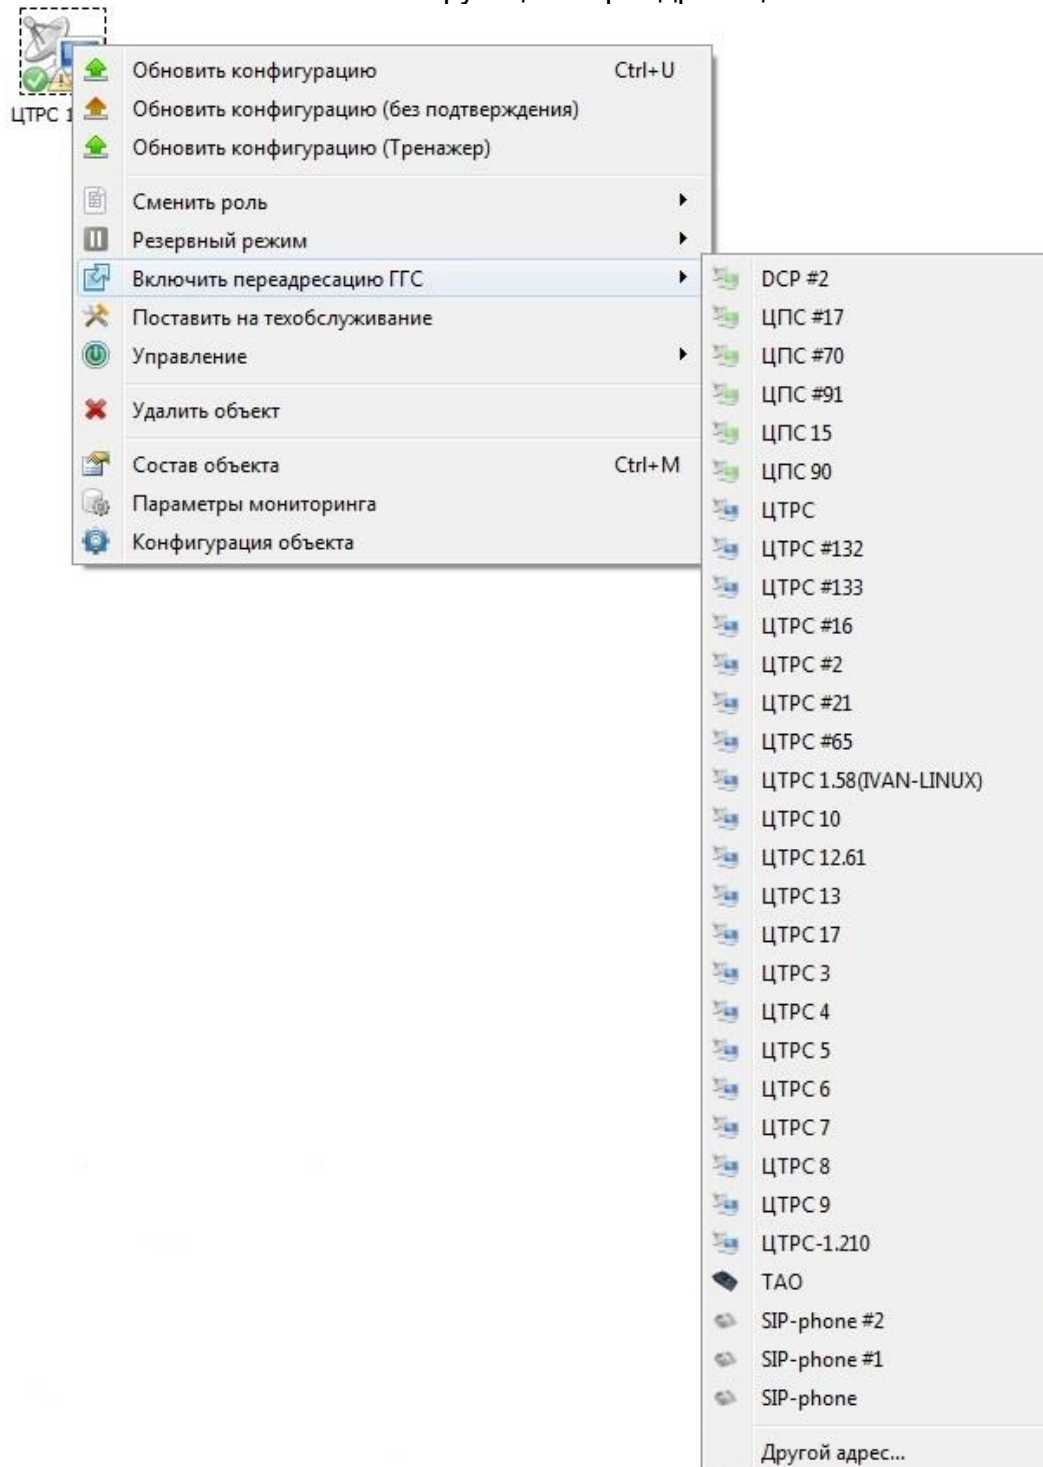 ЦТРС 1
Обновить конфигурацию Ctrl+U
Обновить конфигурацию (без подтверждения)
Обновить конфигурацию (Тренажер)
Сменить роль
Резервный режим
Включить переадресацию ГГС
Поставить на техобслуживание
Управление
Удалить объект
Состав объекта Ctrl+M
Параметры мониторинга
Конфигурация объекта
DCP #2
ЦПС #17
ЦПС #70
ЦПС #91
ЦПС 15
ЦПС 90
ЦТРС
ЦТРС #132
ЦТРС #133
ЦТРС #16
ЦТРС #2
ЦТРС #21
ЦТРС #65
ЦТРС 1.58(IVAN-LINUX)
ЦТРС 10
ЦТРС 12.61
ЦТРС 13
ЦТРС 17
ЦТРС 3
ЦТРС 4
ЦТРС 5
ЦТРС 6
ЦТРС 7
ЦТРС 8
ЦТРС 9
ЦТРС-1.210
ТАО
SIP-phone #2
SIP-phone #1
SIP-phone
Другой адрес...